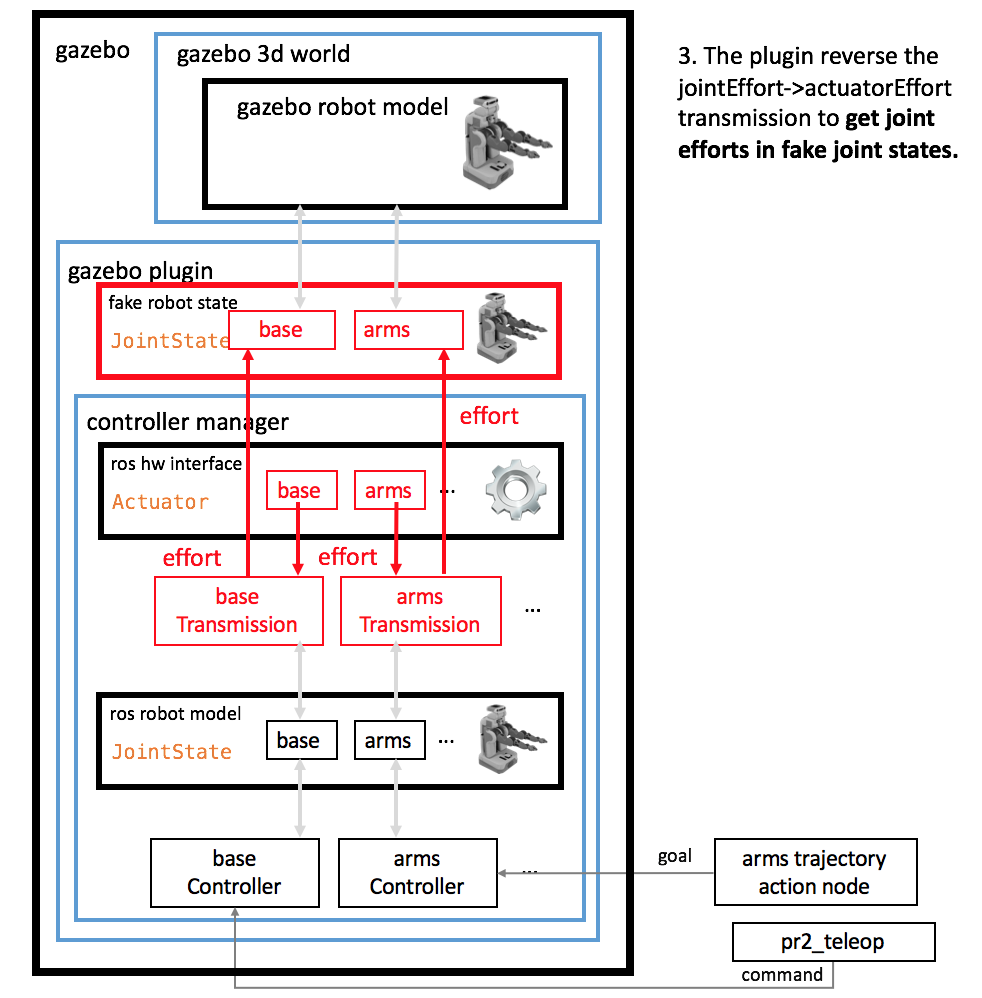 gazebo
gazebo 3d world
gazebo robot model
3. The plugin reverse the
jointEffort->actuatorEffort
transmission to get joint
efforts in fake joint states.
gazebo plugin
fake robot state
JointState
base
arms
effort
controller manager
ros hw interface
Actuator
base
arms
...
effort
effort
base
Transmission
arms
Transmission
...
ros robot model
JointState
base
arms
...
base
Controller
arms
Controller
...
goal
arms trajectory
action node
pr2_teleop
command